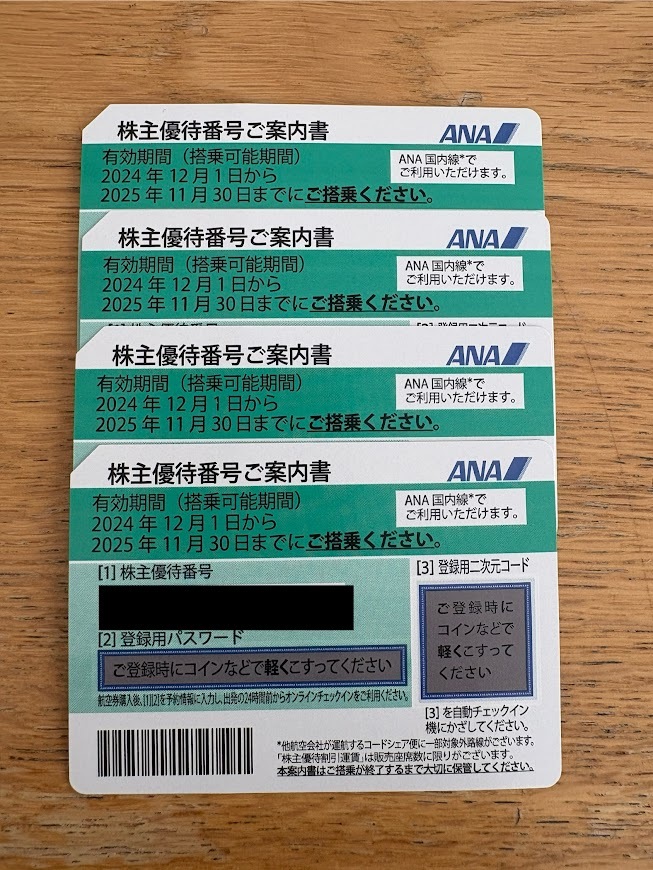 株主優待番号ご案内書
ANA
有効期間（搭乗可能期間）
2024年12月1日から
2025年11月30日までにご搭乗ください。
ANA国内線*で
ご利用いただけます。
株主優待番号ご案内書
ANA
有効期間（搭乗可能期間）
2024年12月1日から
2025年11月30日までにご搭乗ください。
ANA国内線*で
ご利用いただけます。
株主優待番号ご案内書
ANA
有効期間（搭乗可能期間）
2024年12月1日から
2025年11月30日までにご搭乗ください。
ANA国内線*で
ご利用いただけます。
株主優待番号ご案内書
ANA
有効期間（搭乗可能期間）
2024年12月1日から
2025年11月30日までにご搭乗ください。
ANA国内線*で
ご利用いただけます。
[1] 株主優待番号
[2] 登録用パスワード
ご登録時にコインなどで軽くこすってください
航空券購入後、[1][2]を予約情報に入力し、出発の24時間前からオンラインチェックインをご利用ください。
[3] 登録用二次元コード
ご登録時に
コインなどで
軽くこすって
ください
[3] を自動チェックイン
機にかざしてください。
*他航空会社が運航するコードシェア便に一部対象外路線がございます。
「株主優待割引運賃」は販売座席数に限りがございます。
本案内書はご搭乗が終了するまで大切に保管してください。